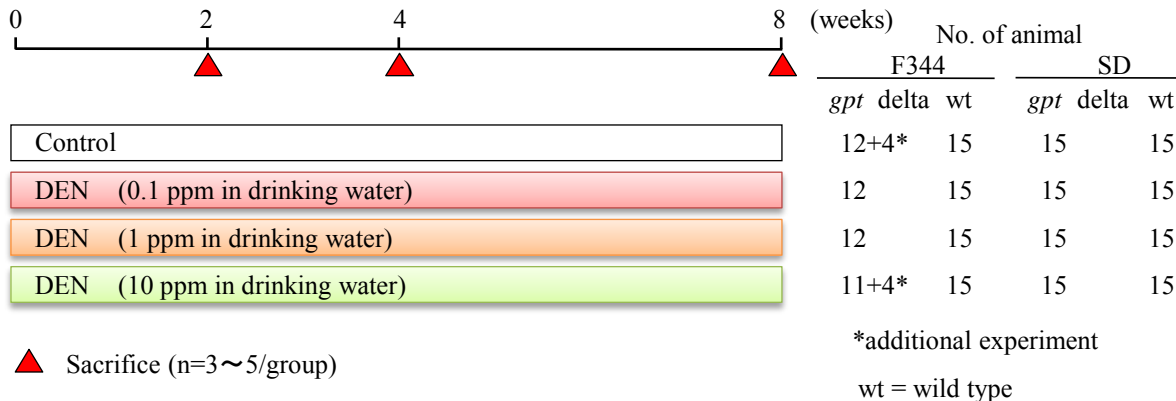 0 2 4 8 (weeks)
No. of animal
F344 SD
gpt delta wt gpt delta wt
Control 12+4* 15 15 15
DEN (0.1 ppm in drinking water) 12 15 15 15
DEN (1 ppm in drinking water) 12 15 15 15
DEN (10 ppm in drinking water) 11+4* 15 15 15
*additional experiment
Sacrifice (n=3~5/group)
wt = wild type